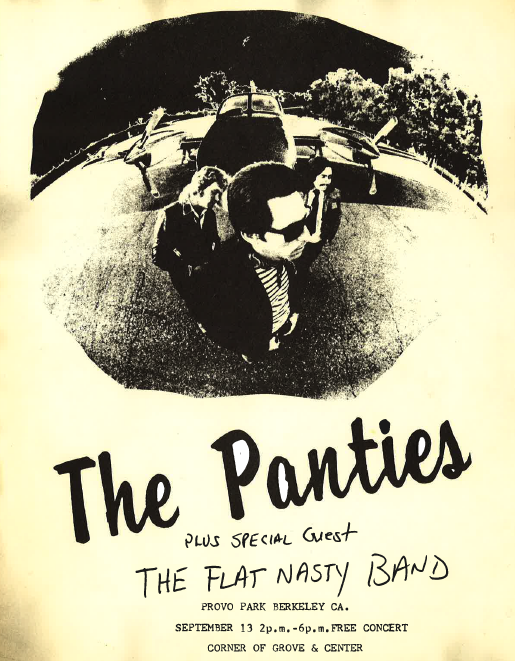 The Panties
PLUS SPECIAL Guest
THE FLAT NASTY BAND
PROVO PARK BERKELEY CA.
SEPTEMBER 13 2p.m.-6p.m.FREE CONCERT
CORNER OF GROVE & CENTER